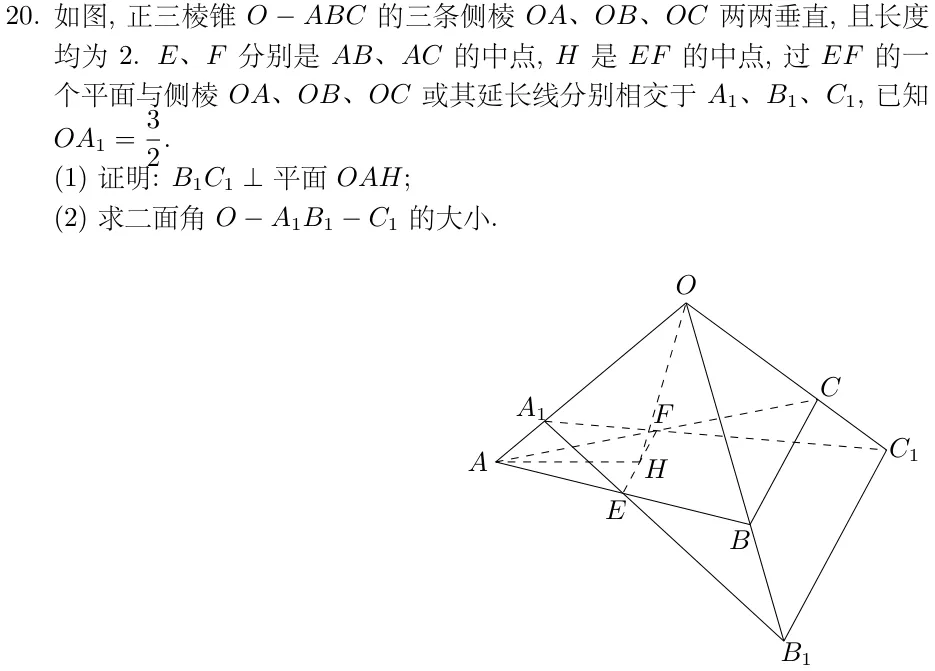 20. 如图, 正三棱锥 O − ABC 的三条侧棱 OA、OB、OC 两两垂直, 且长度
均为 2. E、F 分别是 AB、AC 的中点, H 是 EF 的中点, 过 EF 的一
个平面与侧棱 OA、OB、OC 或其延长线分别相交于 A₁、B₁、C₁, 已知
OA₁ = 3/2.
(1) 证明: B₁C₁ ⊥ 平面 OAH;
(2) 求二面角 O − A₁B₁ − C₁ 的大小.
O
C
A₁
F
C₁
A
H
E
B
B₁